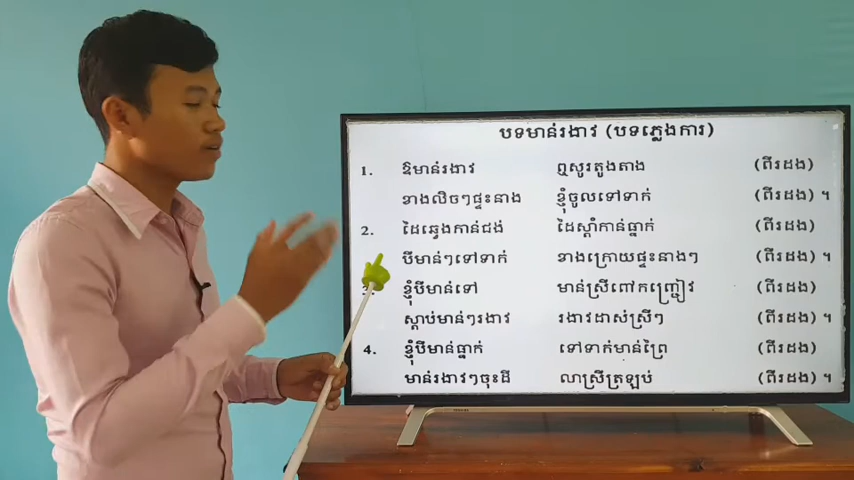 បទមាន់រងាវ (បទភ្លេងការ)
1. ឱមាន់រងាវ ឮសូរតូងតាង (ពីរដង)
ខាងលិចៗផ្ទះនាង ខ្ញុំចូលទៅទាក់ (ពីរដង) ។
2. ដៃឆ្វេងកាន់ជង់ ដៃស្ដាំកាន់ធ្នាក់ (ពីរដង)
បីមាន់ៗទៅទាក់ ខាងក្រោយផ្ទះនាងៗ (ពីរដង) ។
ខ្ញុំបីមាន់ទៅ មាន់ស្រីពៅកញ្ជ្រៀវ (ពីរដង)
ស្ដាប់មាន់ៗរងាវ រងាវដាស់ស្រីៗ (ពីរដង) ។
4. ខ្ញុំបីមាន់ធ្នាក់ ទៅទាក់មាន់ព្រៃ (ពីរដង)
មាន់រងាវៗចុះដី លាស្រីត្រឡប់ (ពីរដង) ។